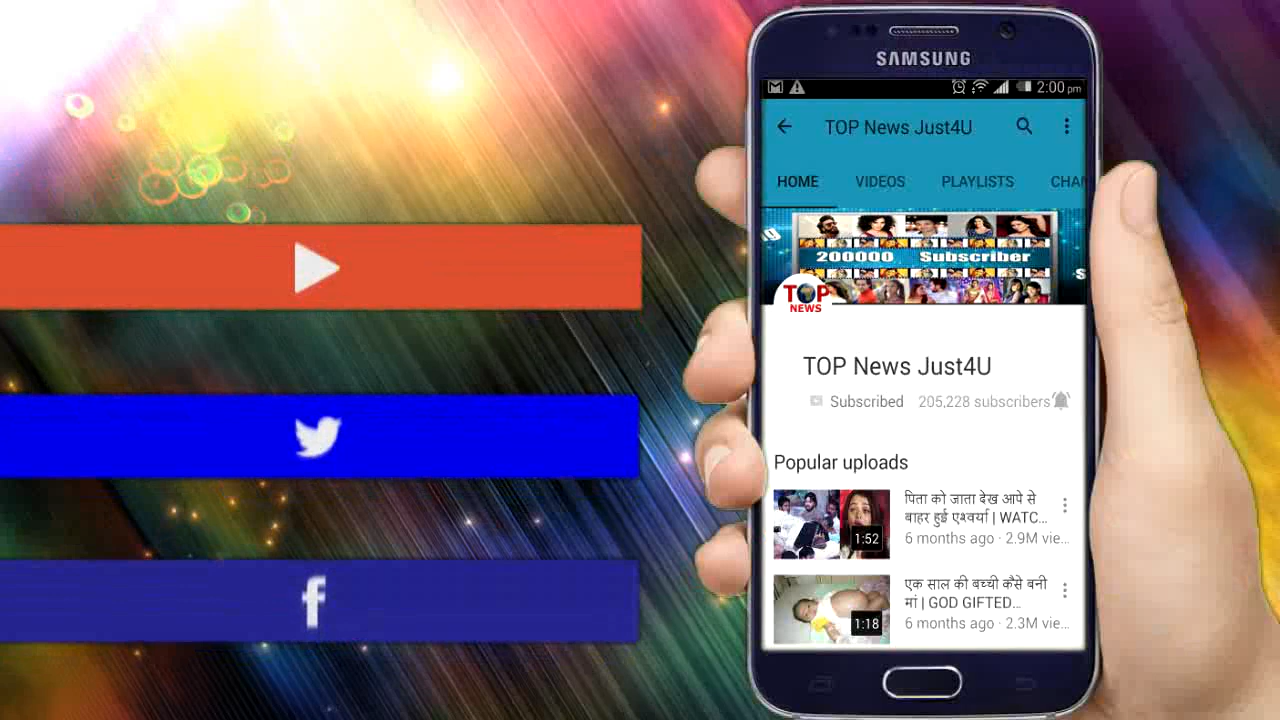 SAMSUNG
2:00 pm
TOP News Just4U
HOME VIDEOS PLAYLISTS CHAN
200000 Subscriber
TOP
NEWS
TOP News Just4U
Subscribed 205,228 subscribers
Popular uploads
पिता को जाता देख आपे से
बाहर हुई एश्वर्या | WATC...
1:52
6 months ago · 2.9M vie...
एक साल की बच्ची कैसे बनी
मां | GOD GIFTED...
1:18
6 months ago · 2.3M vie...